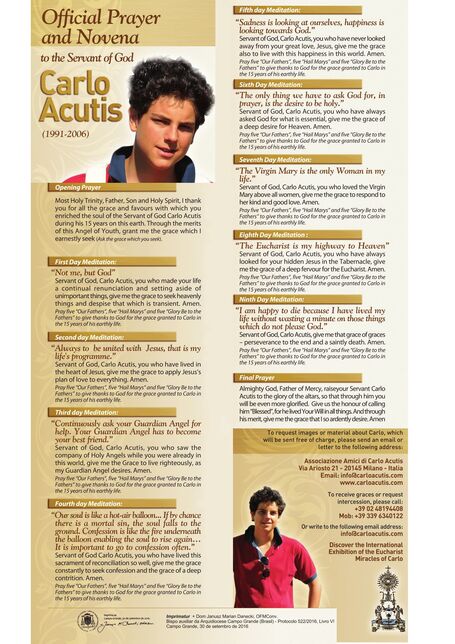 Official Prayer
and Novena
to the Servant of God
Carlo
Acutis
(1991-2006)
Opening Prayer
Most Holy Trinity, Father, Son and Holy Spirit, I thank
you for all the grace and favours with which you
enriched the soul of the Servant of God Carlo Acutis
during his 15 years on this earth. Through the merits
of this Angel of Youth, grant me the grace which I
earnestly seek (Ask the grace which you seek).
First Day Meditation:
"Not me, but God"
Servant of God, Carlo Acutis, you who made your life
a continual renunciation and setting aside of
unimportant things, give me the grace to seek heavenly
things and despise that which is transient. Amen.
Pray five "Our Fathers", five "Hail Marys" and five "Glory Be to the
Fathers" to give thanks to God for the grace granted to Carlo in
the 15 years of his earthly life.
Second day Meditation:
"Always to be united with Jesus, that is my
life's programme."
Servant of God, Carlo Acutis, you who have lived in
the heart of Jesus, give me the grace to apply Jesus's
plan of love to everything. Amen.
Pray five "Our Fathers", five "Hail Marys" and five "Glory Be to the
Fathers" to give thanks to God for the grace granted to Carlo in
the 15 years of his earthly life.
Third day Meditation:
"Continuously ask your Guardian Angel for
help. Your Guardian Angel has to become
your best friend."
Servant of God, Carlo Acutis, you who saw the
company of Holy Angels while you were already in
this world, give me the Grace to live righteously, as
my Guardian Angel desires. Amen.
Pray five "Our Fathers", five "Hail Marys" and five "Glory Be to the
Fathers" to give thanks to God for the grace granted to Carlo in
the 15 years of his earthly life.
Fourth day Meditation:
"Our soul is like a hot-air balloon... If by chance
there is a mortal sin, the soul falls to the
ground. Confession is like the fire underneath
the balloon enabling the soul to rise again...
It is important to go to confession often."
Servant of God, Carlo Acutis, you who have lived this
sacrament of reconciliation so well, give me the grace
constantly to seek confession and the grace of a deep
contrition. Amen.
Pray five "Our Fathers", five "Hail Marys" and five "Glory Be to the
Fathers" to give thanks to God for the grace granted to Carlo in
the 15 years of his earthly life.
Fifth day Meditation:
"Sadness is looking at ourselves, happiness is
looking towards God."
Servant of God, Carlo Acutis, you who have never looked
away from your great love, Jesus, give me the grace
also to live with this happiness in this world. Amen.
Pray five "Our Fathers", five "Hail Marys" and five "Glory Be to the
Fathers" to give thanks to God for the grace granted to Carlo in
the 15 years of his earthly life.
Sixth Day Meditation:
"The only thing we have to ask God for, in
prayer, is the desire to be holy."
Servant of God, Carlo Acutis, you who have always
asked God for what is essential, give me the grace of
a deep desire for Heaven. Amen.
Pray five "Our Fathers", five "Hail Marys" and five "Glory Be to the
Fathers" to give thanks to God for the grace granted to Carlo in
the 15 years of his earthly life.
Seventh Day Meditation:
"The Virgin Mary is the only Woman in my
life."
Servant of God, Carlo Acutis, you who loved the Virgin
Mary above all women, give me the grace to respond to
her kind and good love. Amen.
Pray five "Our Fathers", five "Hail Marys" and five "Glory Be to the
Fathers" to give thanks to God for the grace granted to Carlo in
the 15 years of his earthly life.
Eighth Day Meditation :
"The Eucharist is my highway to Heaven"
Servant of God, Carlo Acutis, you who have always
looked for your hidden Jesus in the Tabernacle, give
me the grace of a deep fervour for the Eucharist. Amen.
Pray five "Our Fathers", five "Hail Marys" and five "Glory Be to the
Fathers" to give thanks to God for the grace granted to Carlo in
the 15 years of his earthly life.
Ninth Day Meditation:
"I am happy to die because I have lived my
life without wasting a minute on those things
which do not please God."
Servant of God, Carlo Acutis, give me that grace of graces
– perseverance to the end and a saintly death. Amen.
Pray five "Our Fathers", five "Hail Marys" and five "Glory Be to the
Fathers" to give thanks to God for the grace granted to Carlo in
the 15 years of his earthly life.
Final Prayer
Almighty God, Father of Mercy, raise your Servant Carlo
Acutis to the glory of the altars, so that through him you
will be even more glorified. Give us the honour of calling
him "Blessed", for he lived Your Will in all things. And through
his merit, give me the grace that I so ardently desire. Amen
To request images or material about Carlo, which
will be sent free of charge, please send an email or
letter to the following address:
Associazione Amici di Carlo Acutis
Via Ariosto 21 - 20145 Milano - Italia
Email: info@carloacutis.com
www.carloacutis.com
To receive graces or request
intercession, please call:
+39 02 48194408
Mob: +39 339 6340122
Or write to the following email address:
info@carloacutis.com
Discover the International
Exhibition of the Eucharist
Miracles of Carlo
Imprimatur + Dom Janusz Marian Danecki, OFMConv.
Bispo auxiliar da Arquidiocese Campo Grande (Brasil) - Protocolo 522/2016, Livro VI
Campo Grande, 30 de setembro de 2016